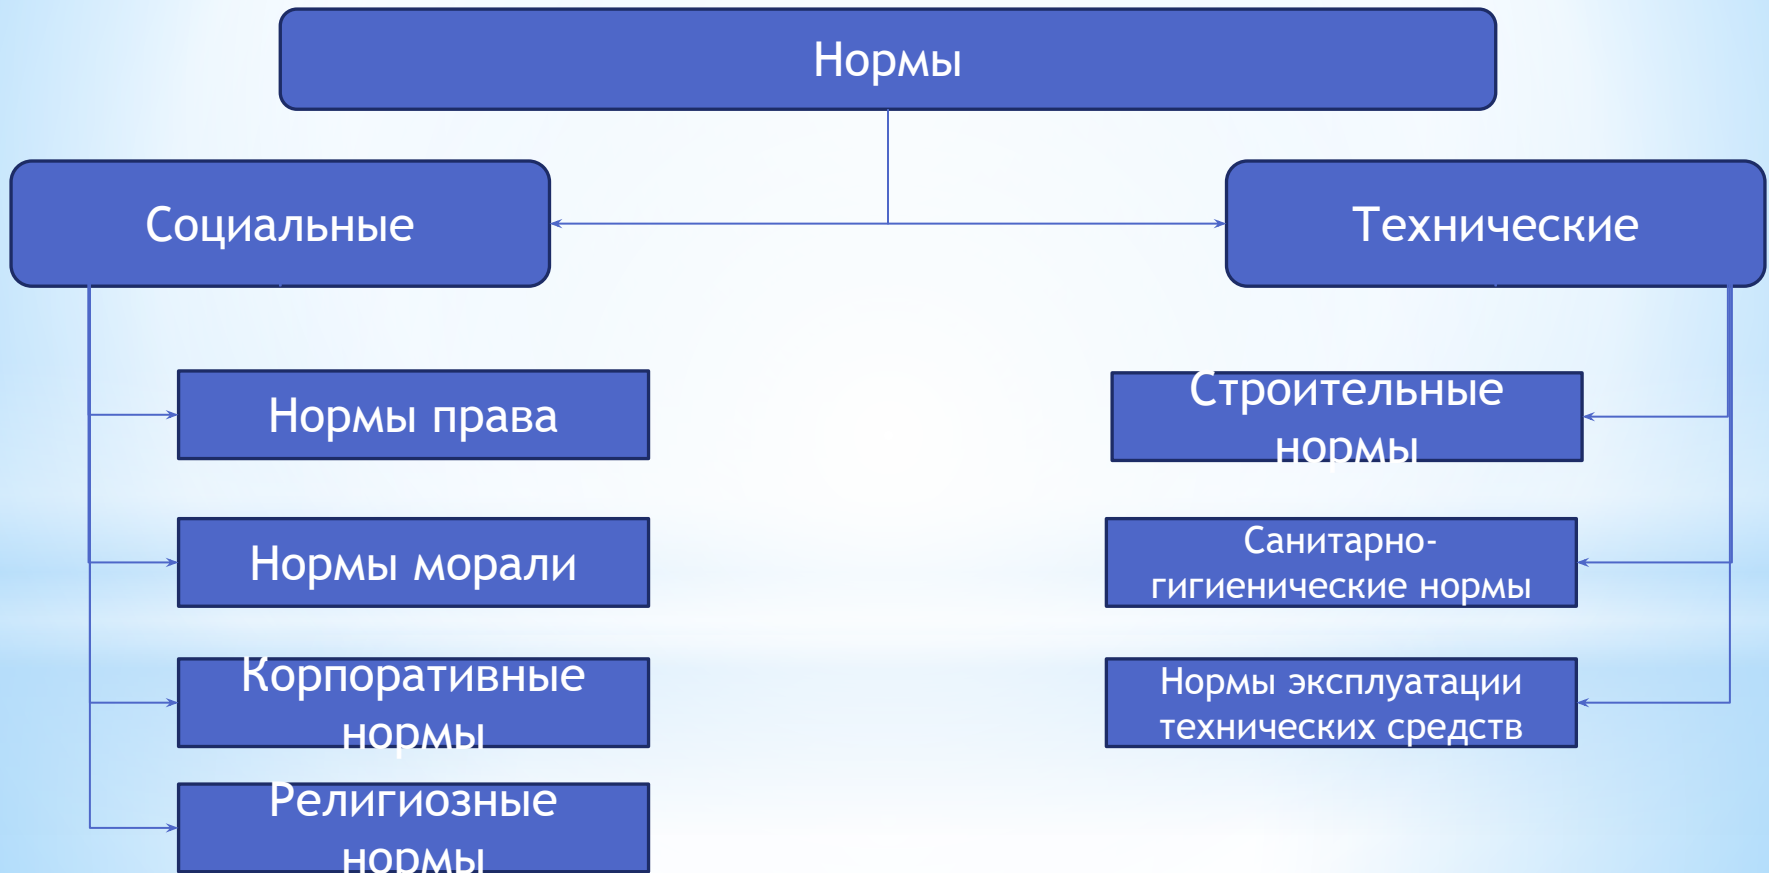 Нормы
Социальные
Технические
Нормы права
Нормы морали
Корпоративные
нормы
Религиозные
нормы
Строительные
нормы
Санитарно-
гигиенические нормы
Нормы эксплуатации
технических средств